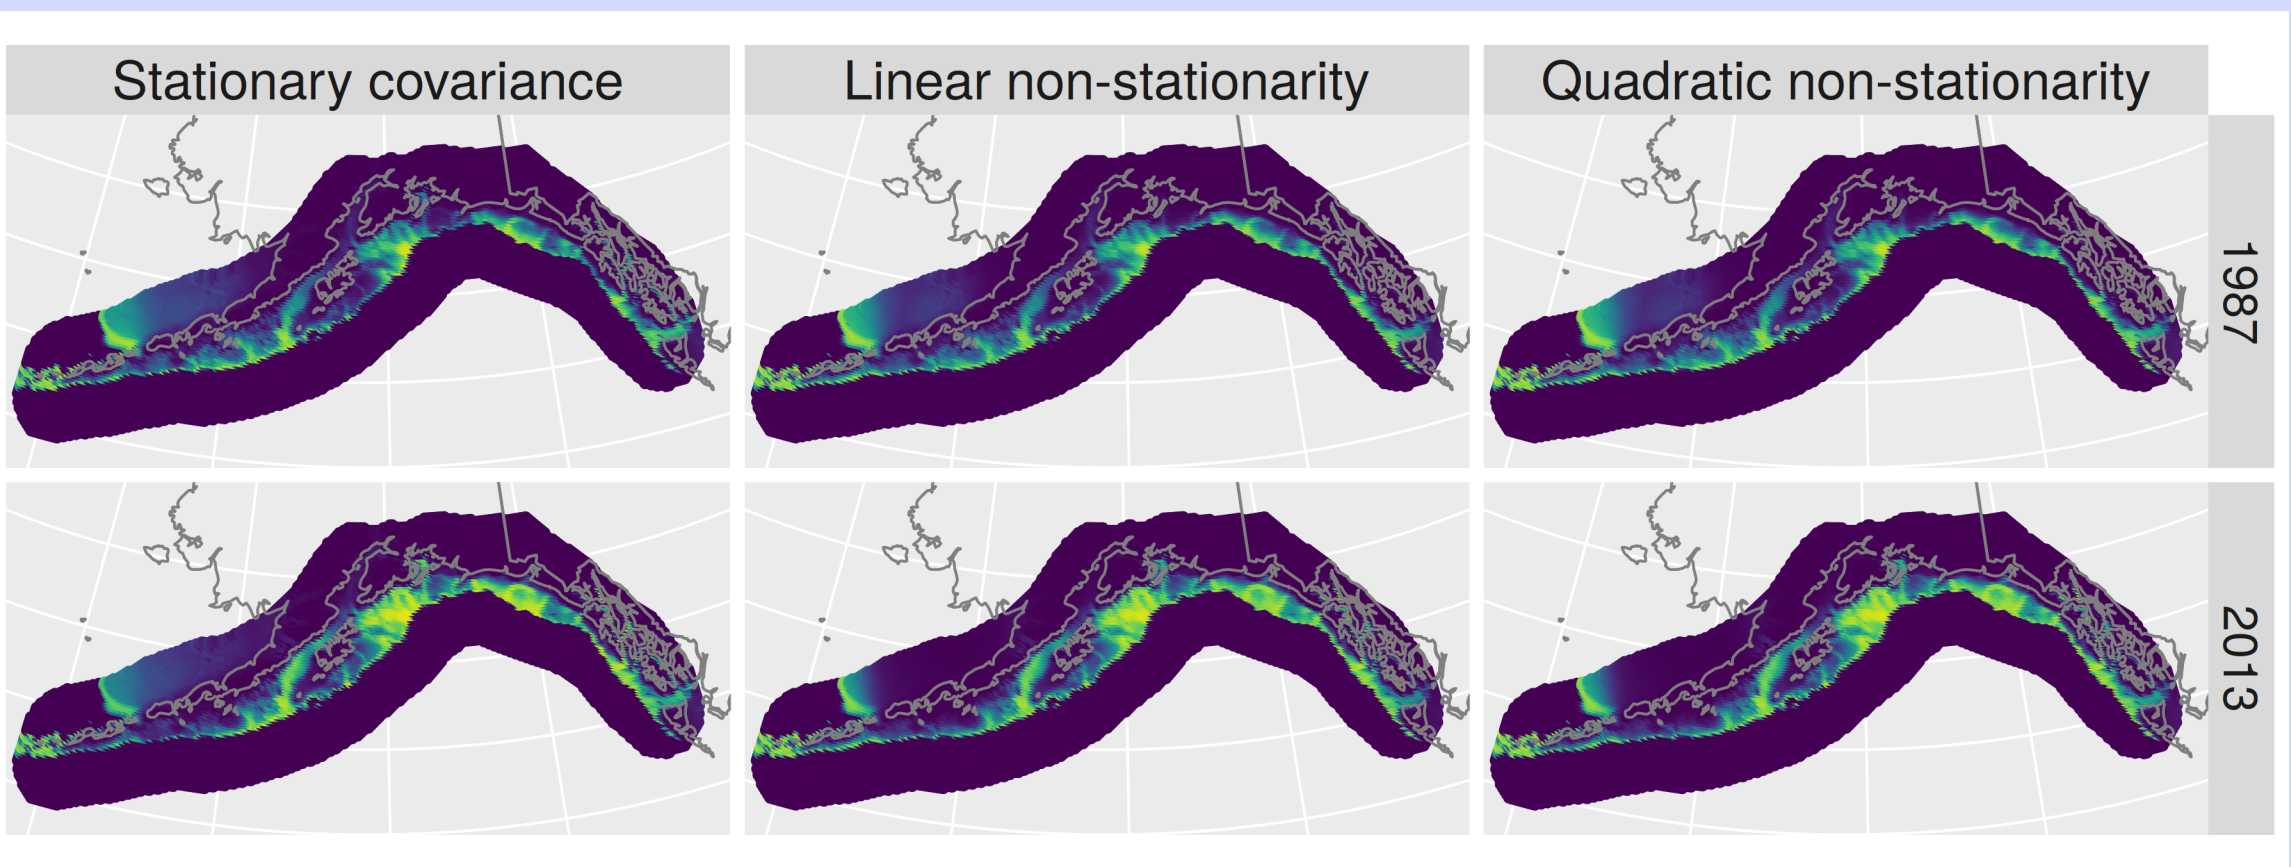 Stationary covariance
Linear non-stationarity
Quadratic non-stationarity
1987
2013